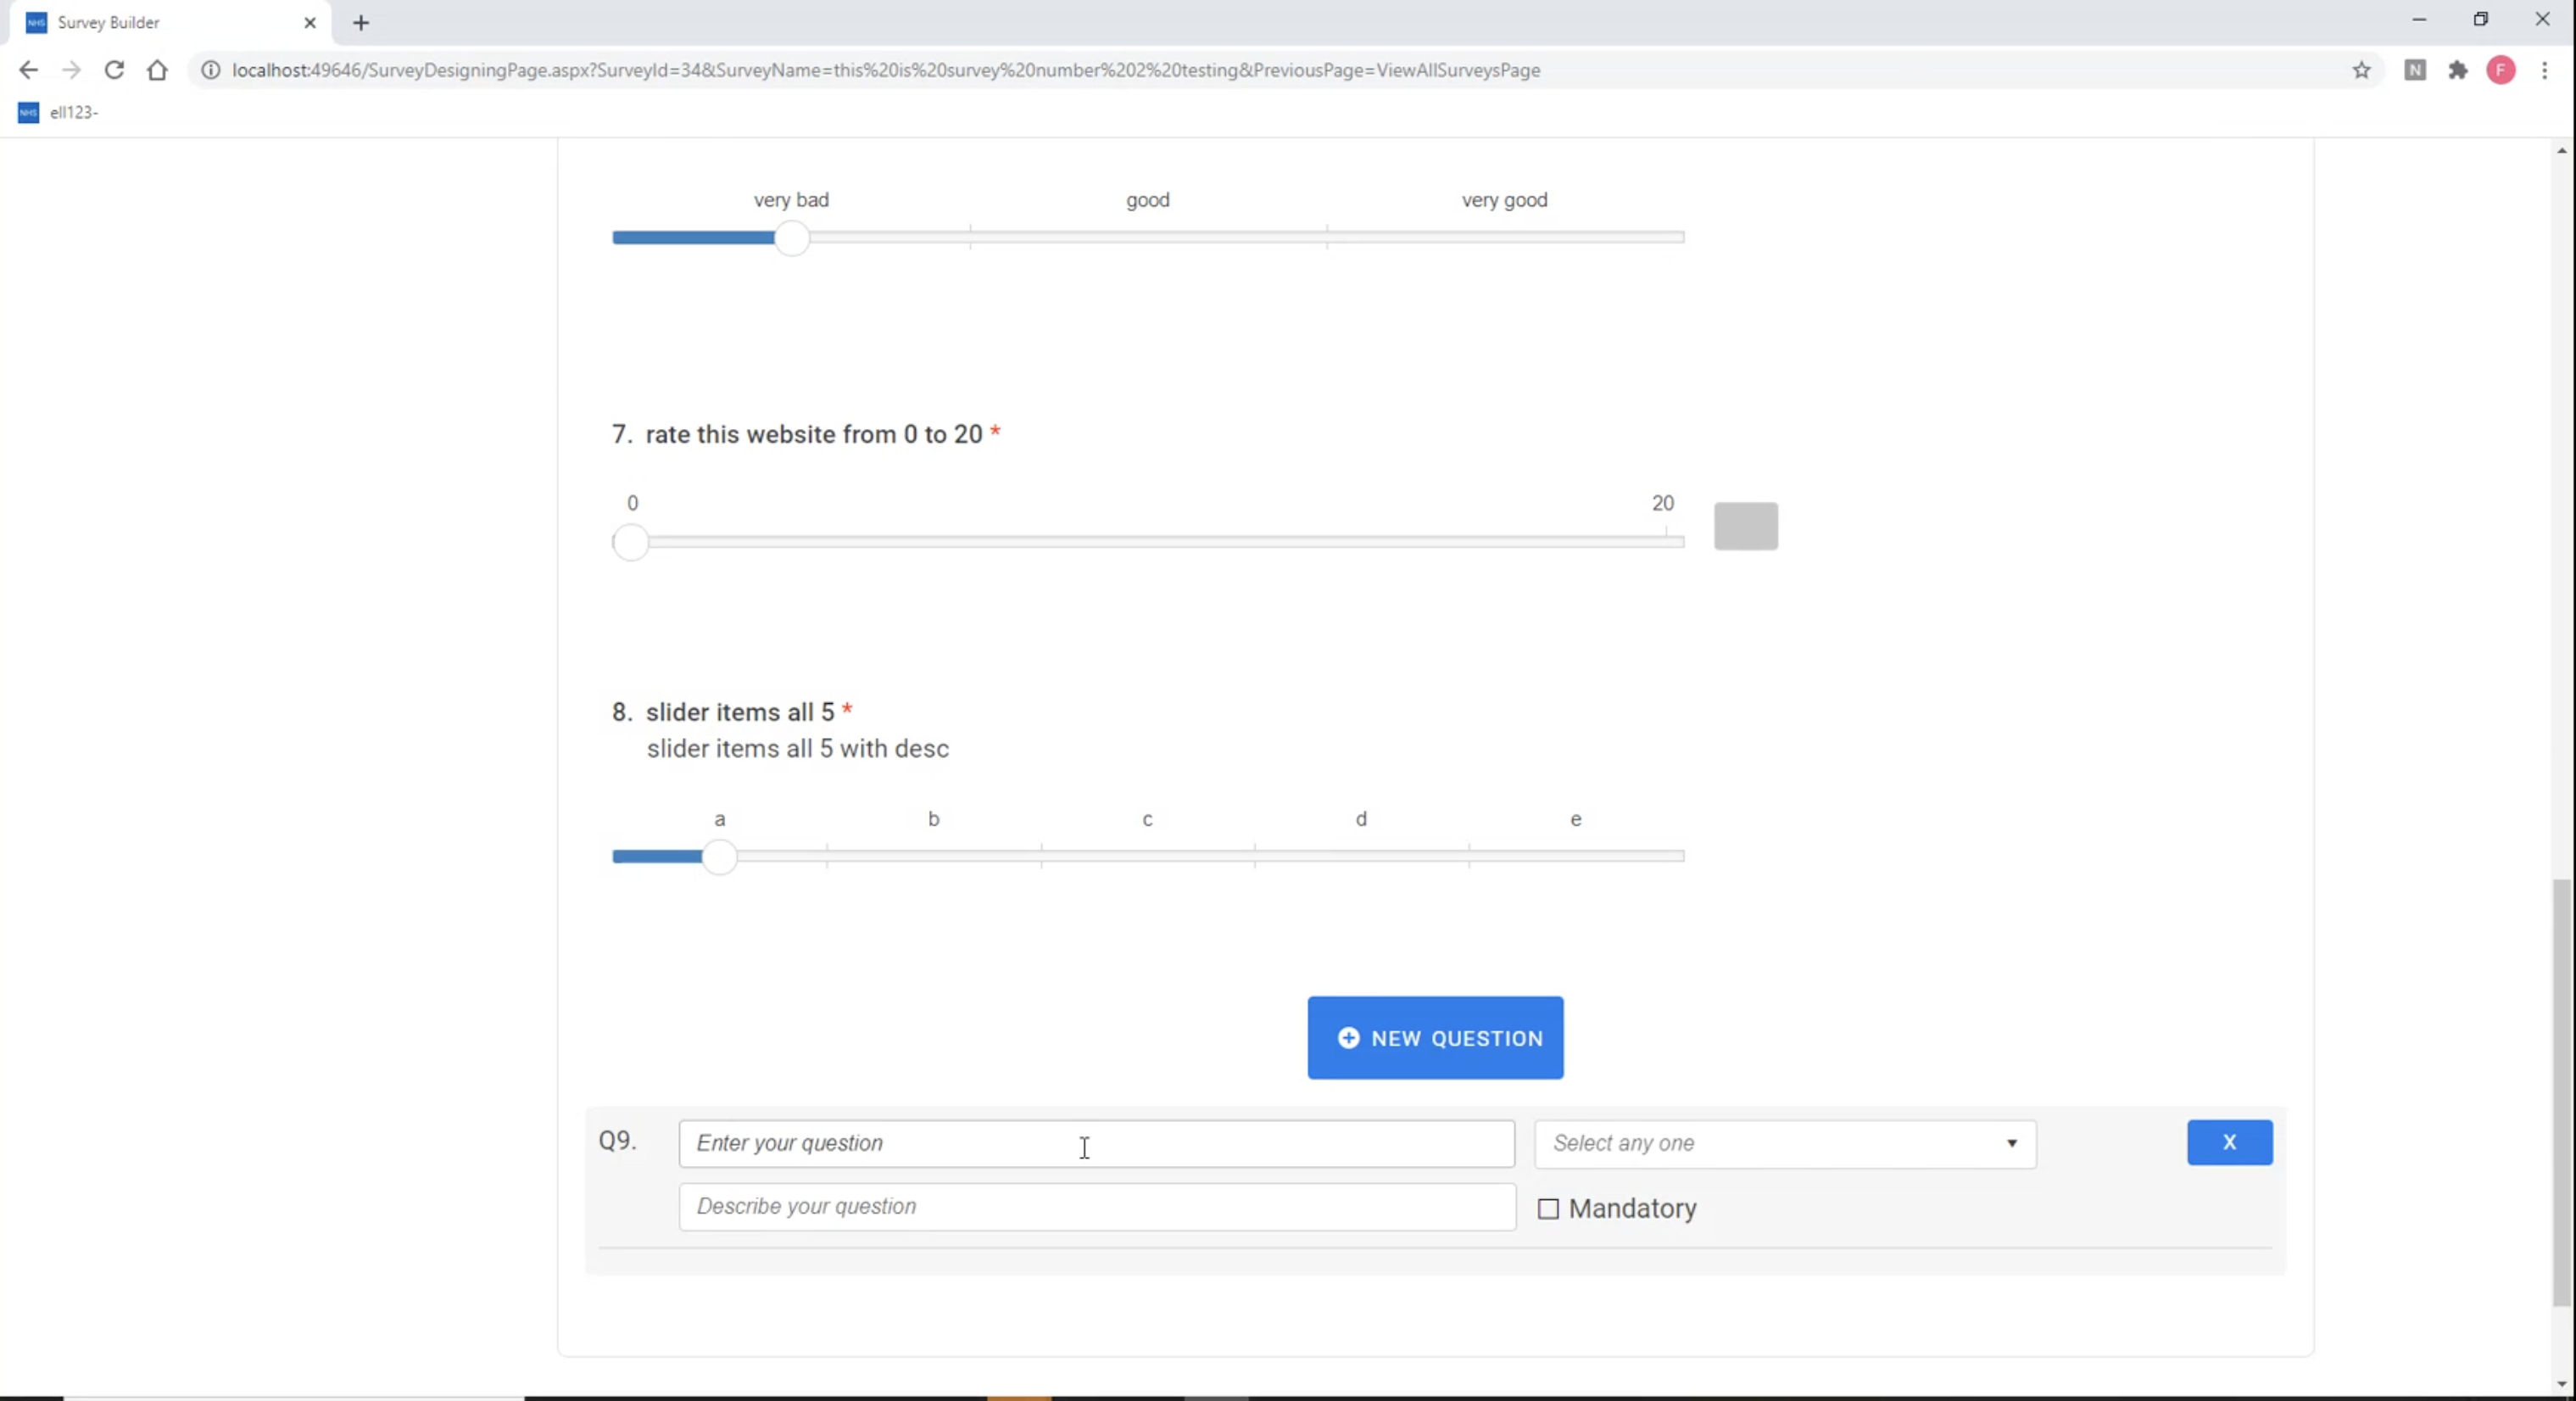 NHS Survey Builder
localhost:49646/SurveyDesigningPage.aspx?SurveyId=34&SurveyName=this%20is%20survey%20number%202%20testing&PreviousPage=ViewAllSurveysPage
N F
NHS ell123-
very bad good very good
7. rate this website from 0 to 20 *
0 20
8. slider items all 5 *
slider items all 5 with desc
a b c d e
NEW QUESTION
Q9. Enter your question Select any one X
Describe your question Mandatory